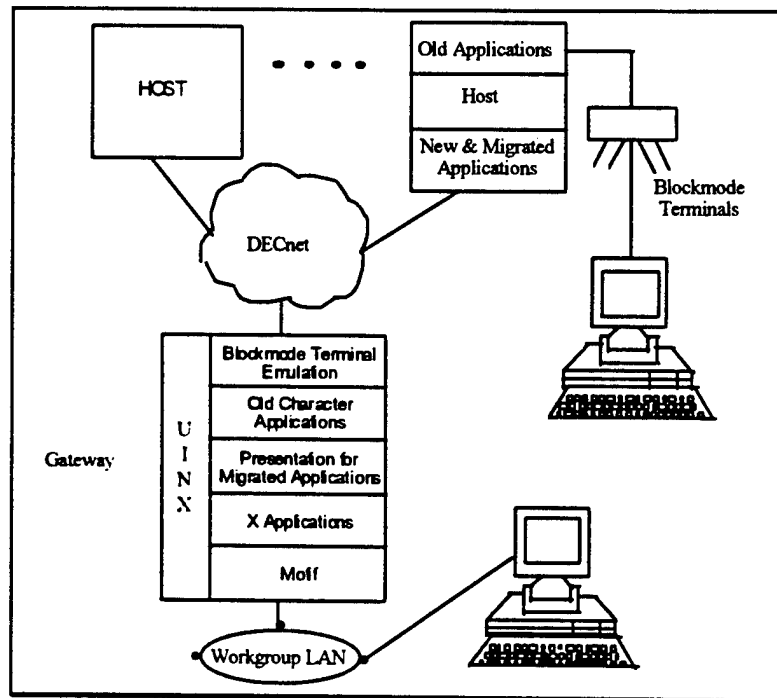 HOST
Old Applications
Host
New & Migrated
Applications
Blockmode
Terminals
DECnet
Gateway
UINX
Blockmode Terminal
Emulation
Old Character
Applications
Presentation for
Migrated Applications
X Applications
Moff
Workgroup LAN